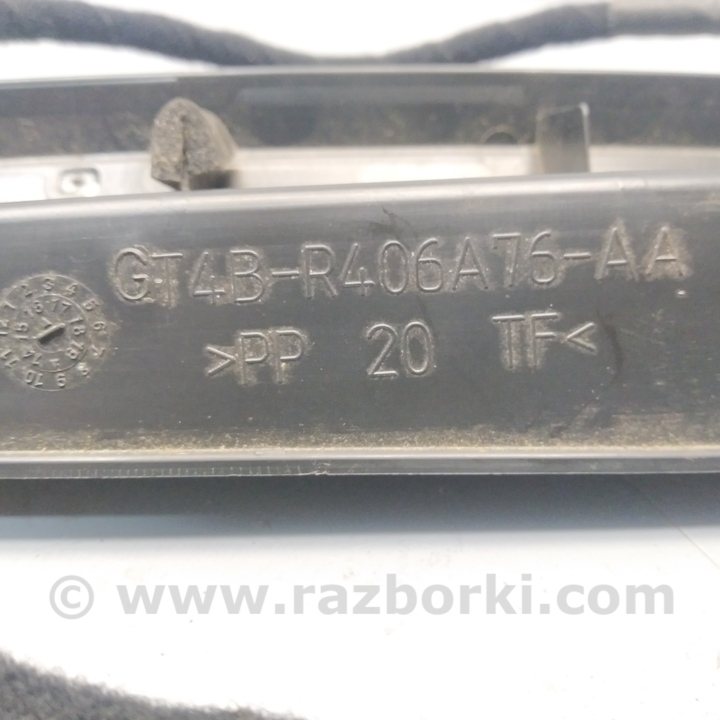 GT4B-R406A76-AA
>PP 20 TF<
© www.razborki.com